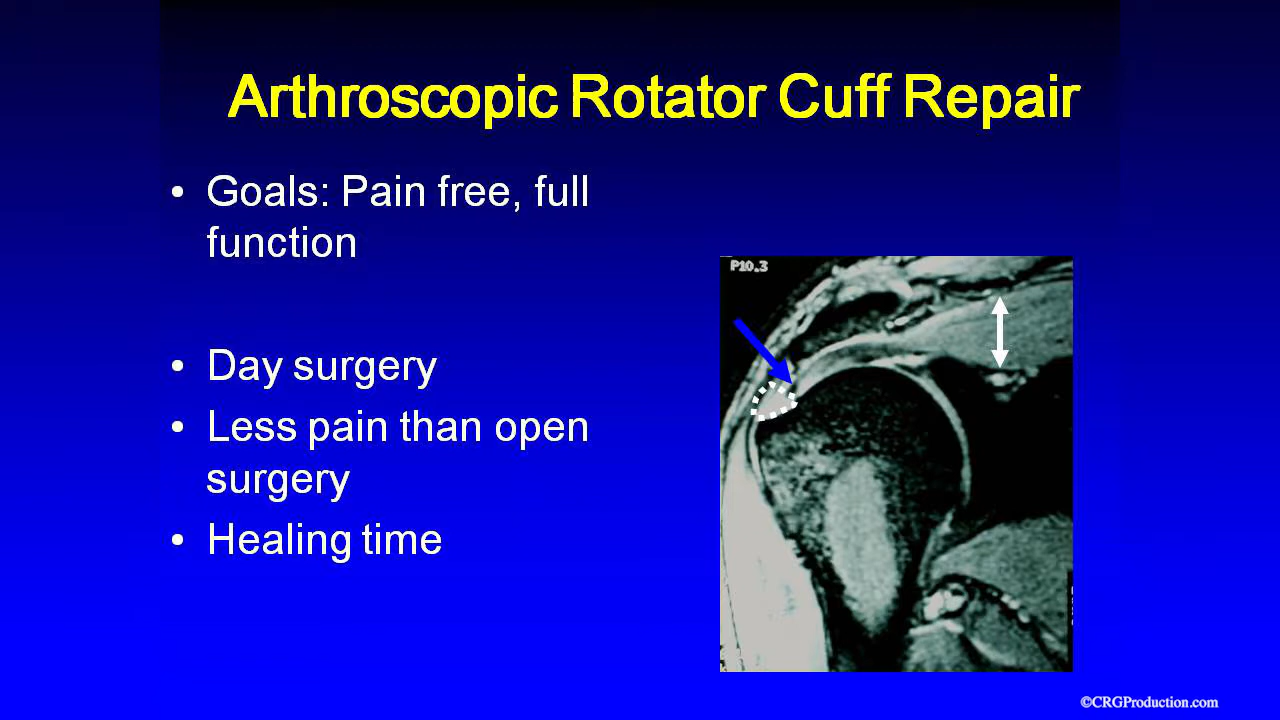 Arthroscopic Rotator Cuff Repair
• Goals: Pain free, full
function
• Day surgery
• Less pain than open
surgery
• Healing time
P10.3
©CRGProduction.com